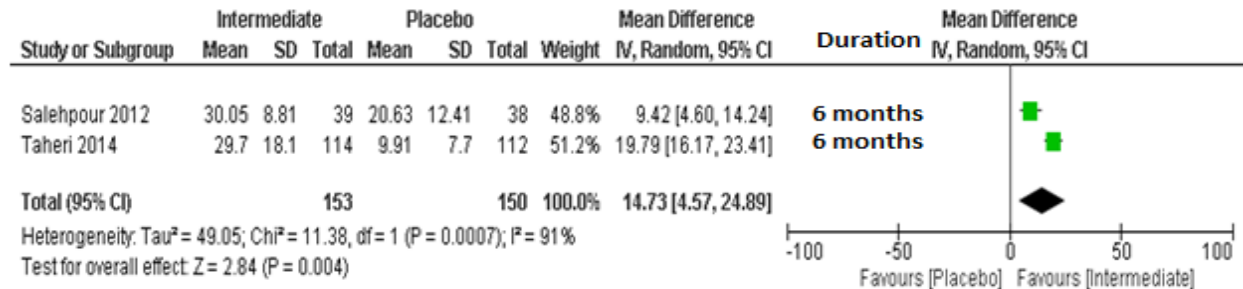 Intermediate Placebo Mean Difference Mean Difference
Study or Subgroup Mean SD Total Mean SD Total Weight IV, Random, 95% CI Duration IV, Random, 95% CI
Salehpour 2012 30.05 8.81 39 20.63 12.41 38 48.8% 9.42 [4.60, 14.24] 6 months
Taheri 2014 29.7 18.1 114 9.91 7.7 112 51.2% 19.79 [16.17, 23.41] 6 months
Total (95% CI) 153 150 100.0% 14.73 [4.57, 24.89]
Heterogeneity: Tau² = 49.05; Chi² = 11.38, df = 1 (P = 0.0007); I² = 91%
Test for overall effect: Z = 2.84 (P = 0.004)
-100 -50 0 50 100
Favours [Placebo] Favours [Intermediate]